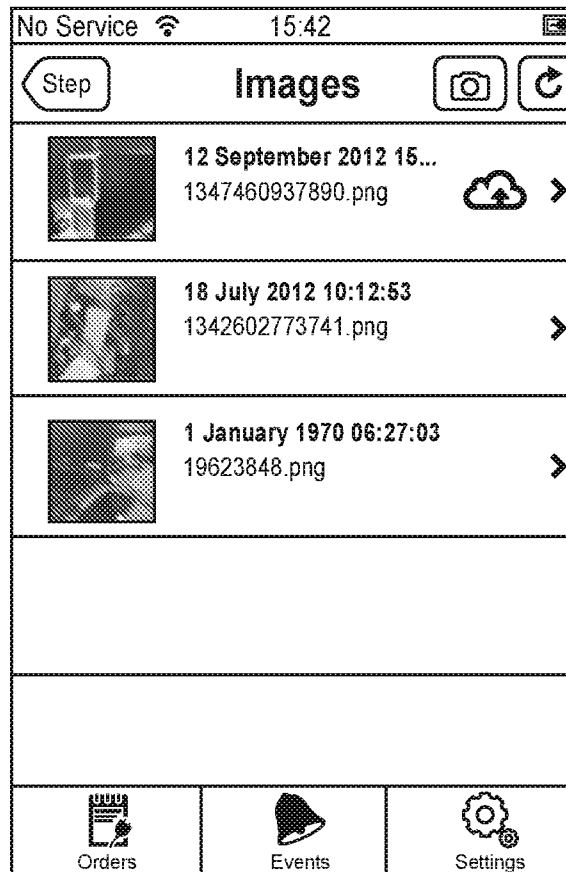 No Service 15:42
Step Images
12 September 2012 15...
1347460937890.png
18 July 2012 10:12:53
1342602773741.png
1 January 1970 06:27:03
19623848.png
Orders Events Settings